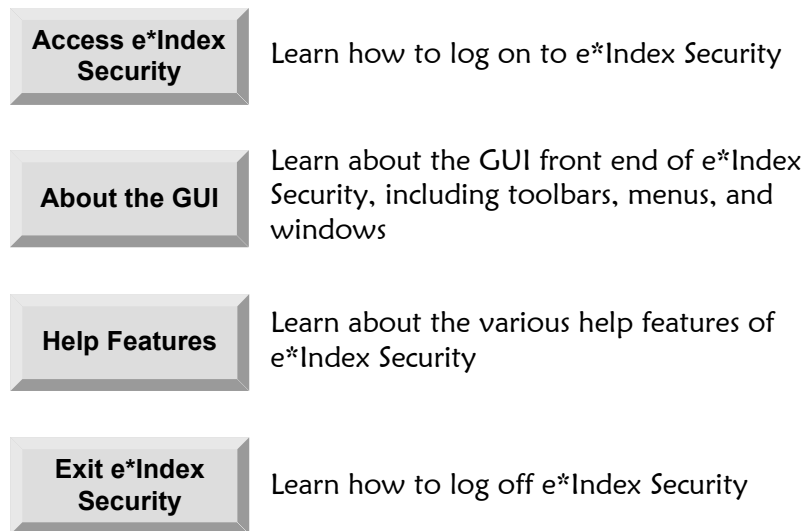 Access e*Index
Security
Learn how to log on to e*Index Security
About the GUI
Learn about the GUI front end of e*Index
Security, including toolbars, menus, and
windows
Help Features
Learn about the various help features of
e*Index Security
Exit e*Index
Security
Learn how to log off e*Index Security